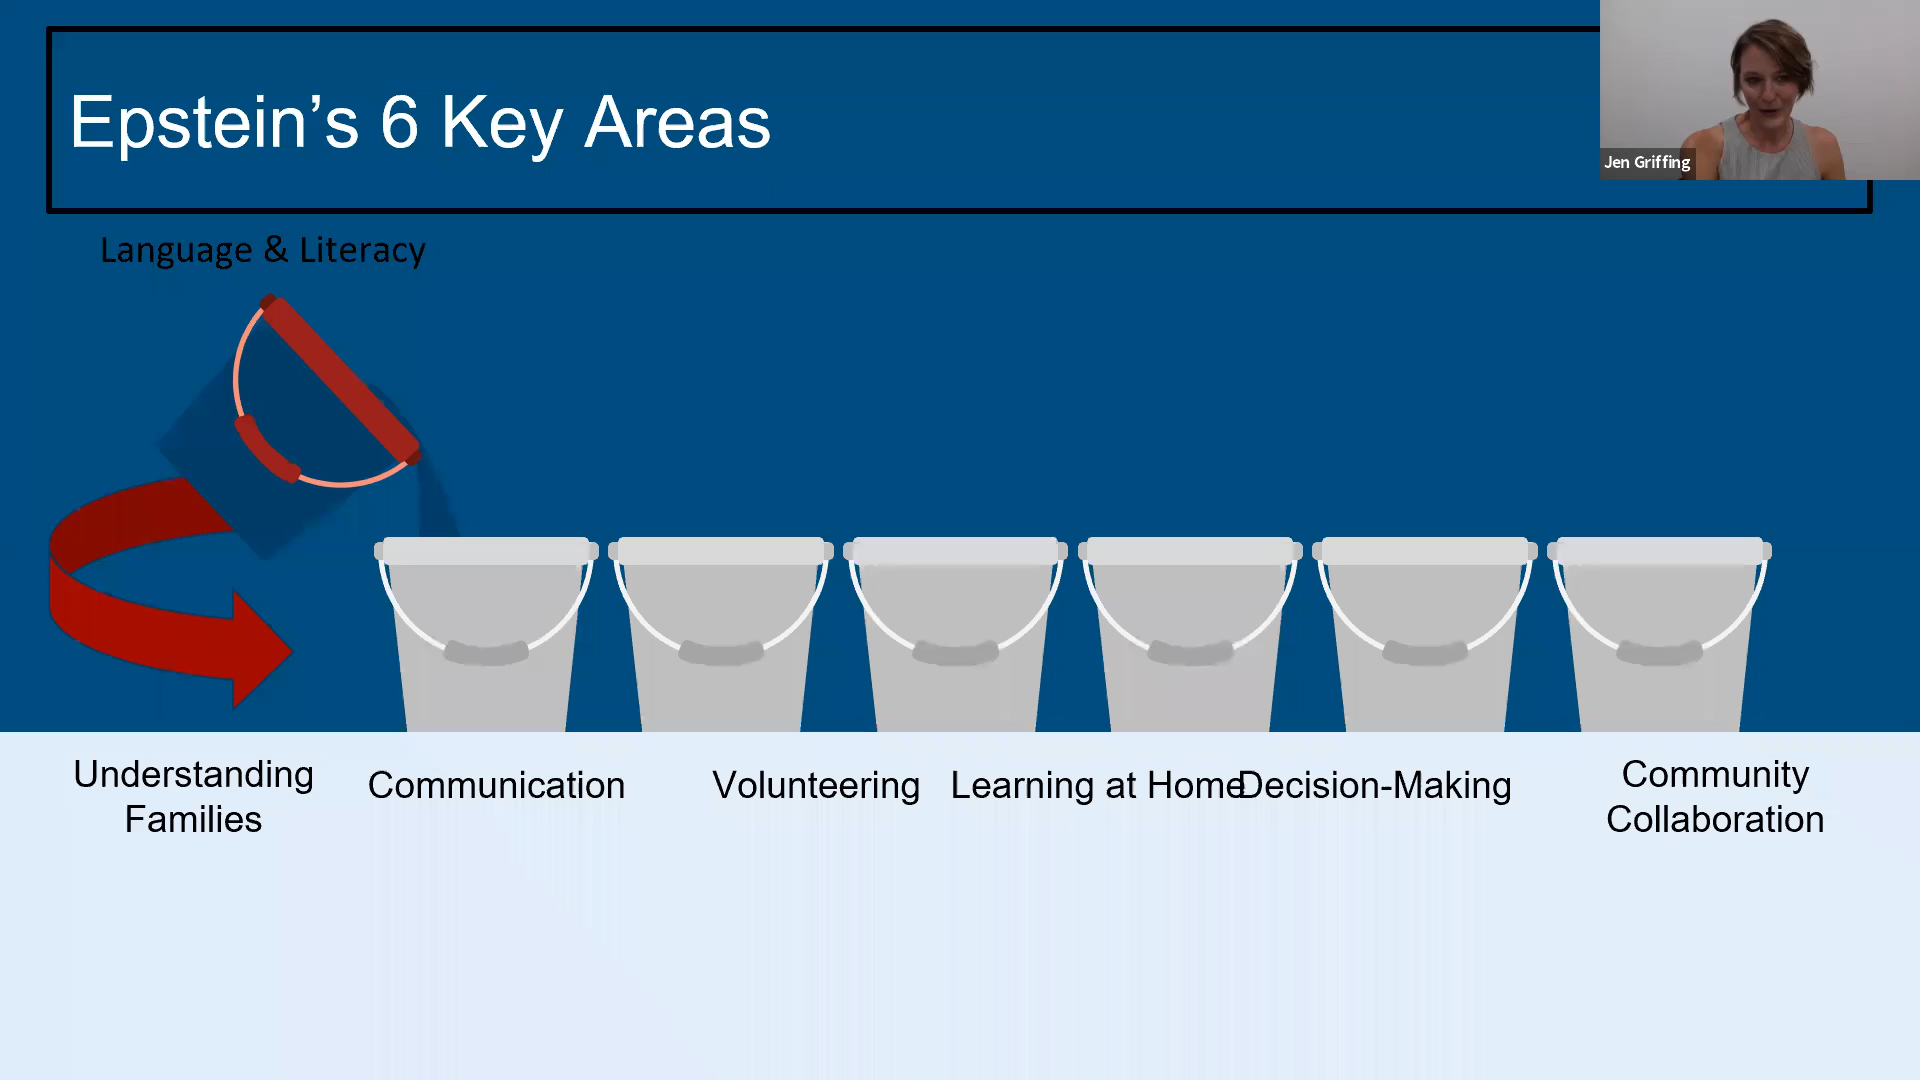 Epstein’s 6 Key Areas
Jen Griffing
Language & Literacy
Understanding
Families
Communication
Volunteering
Learning at Home
Decision-Making
Community
Collaboration